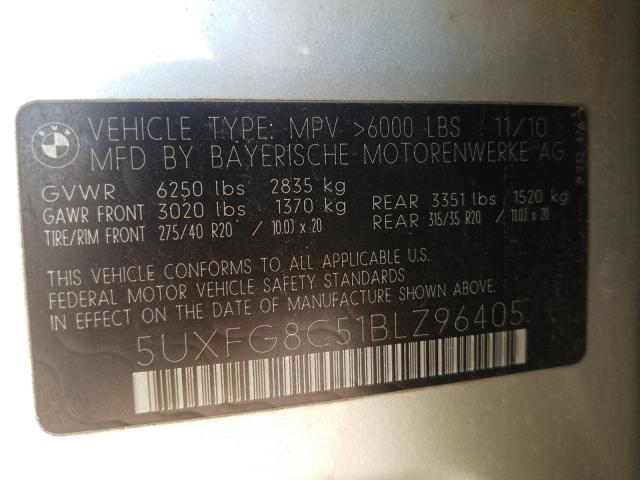 BMW
VEHICLE TYPE: MPV >6000 LBS 11/10
MFD BY BAYERISCHE MOTORENWERKE AG
GVWR 6250 lbs 2835 kg
GAWR FRONT 3020 lbs 1370 kg REAR 3351 lbs 1520 kg
TIRE/RIM FRONT 275/40 R20 / 10.0J x 20 REAR 315/35 R20 / 11.0J x 20
THIS VEHICLE CONFORMS TO ALL APPLICABLE U.S.
FEDERAL MOTOR VEHICLE SAFETY STANDARDS
IN EFFECT ON THE DATE OF MANUFACTURE SHOWN ABOVE.
5UXFG8C51BLZ96405